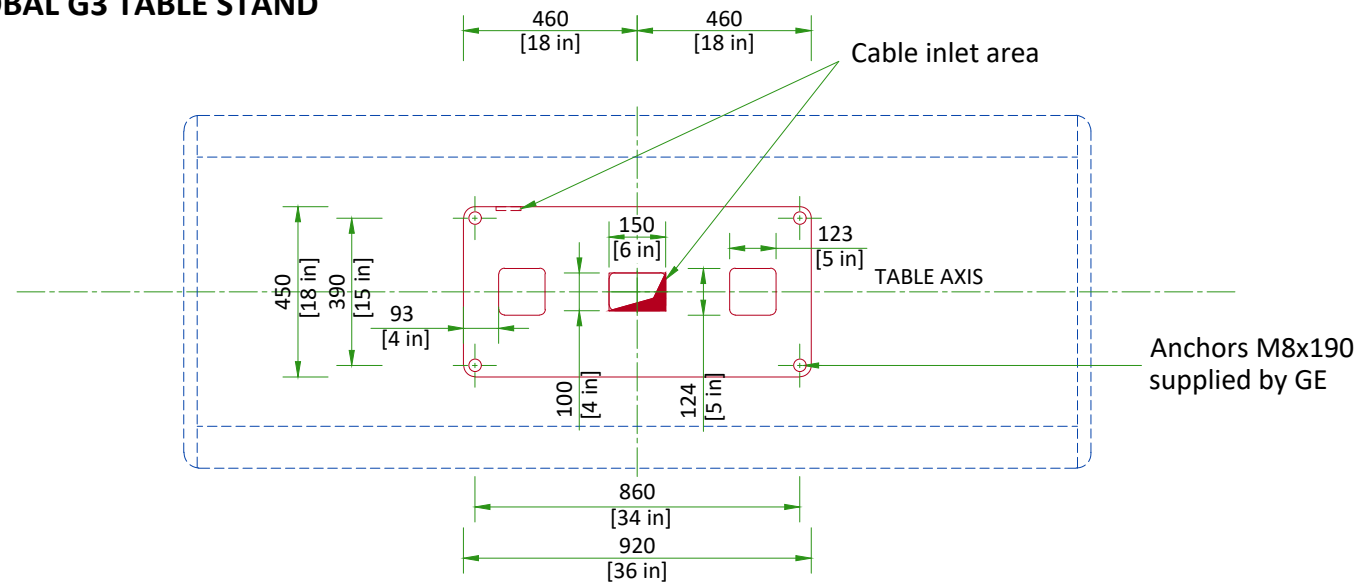 OBAL G3 TABLE STAND
460
[18 in]
460
[18 in]
Cable inlet area
150
[6 in]
123
[5 in]
TABLE AXIS
450
[18 in]
390
[15 in]
93
[4 in]
100
[4 in]
124
[5 in]
Anchors M8x190
supplied by GE
860
[34 in]
920
[36 in]